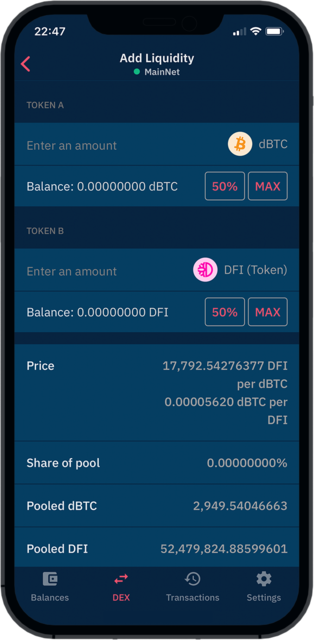 22:47
Add Liquidity
MainNet
TOKEN A
Enter an amount dBTC
Balance: 0.00000000 dBTC 50% MAX
TOKEN B
Enter an amount DFI (Token)
Balance: 0.00000000 DFI 50% MAX
Price 17,792.54276377 DFI
per dBTC
0.00005620 dBTC per
DFI
Share of pool 0.00000000%
Pooled dBTC 2,949.54046663
Pooled DFI 52,479,824.88599601
Balances DEX Transactions Settings